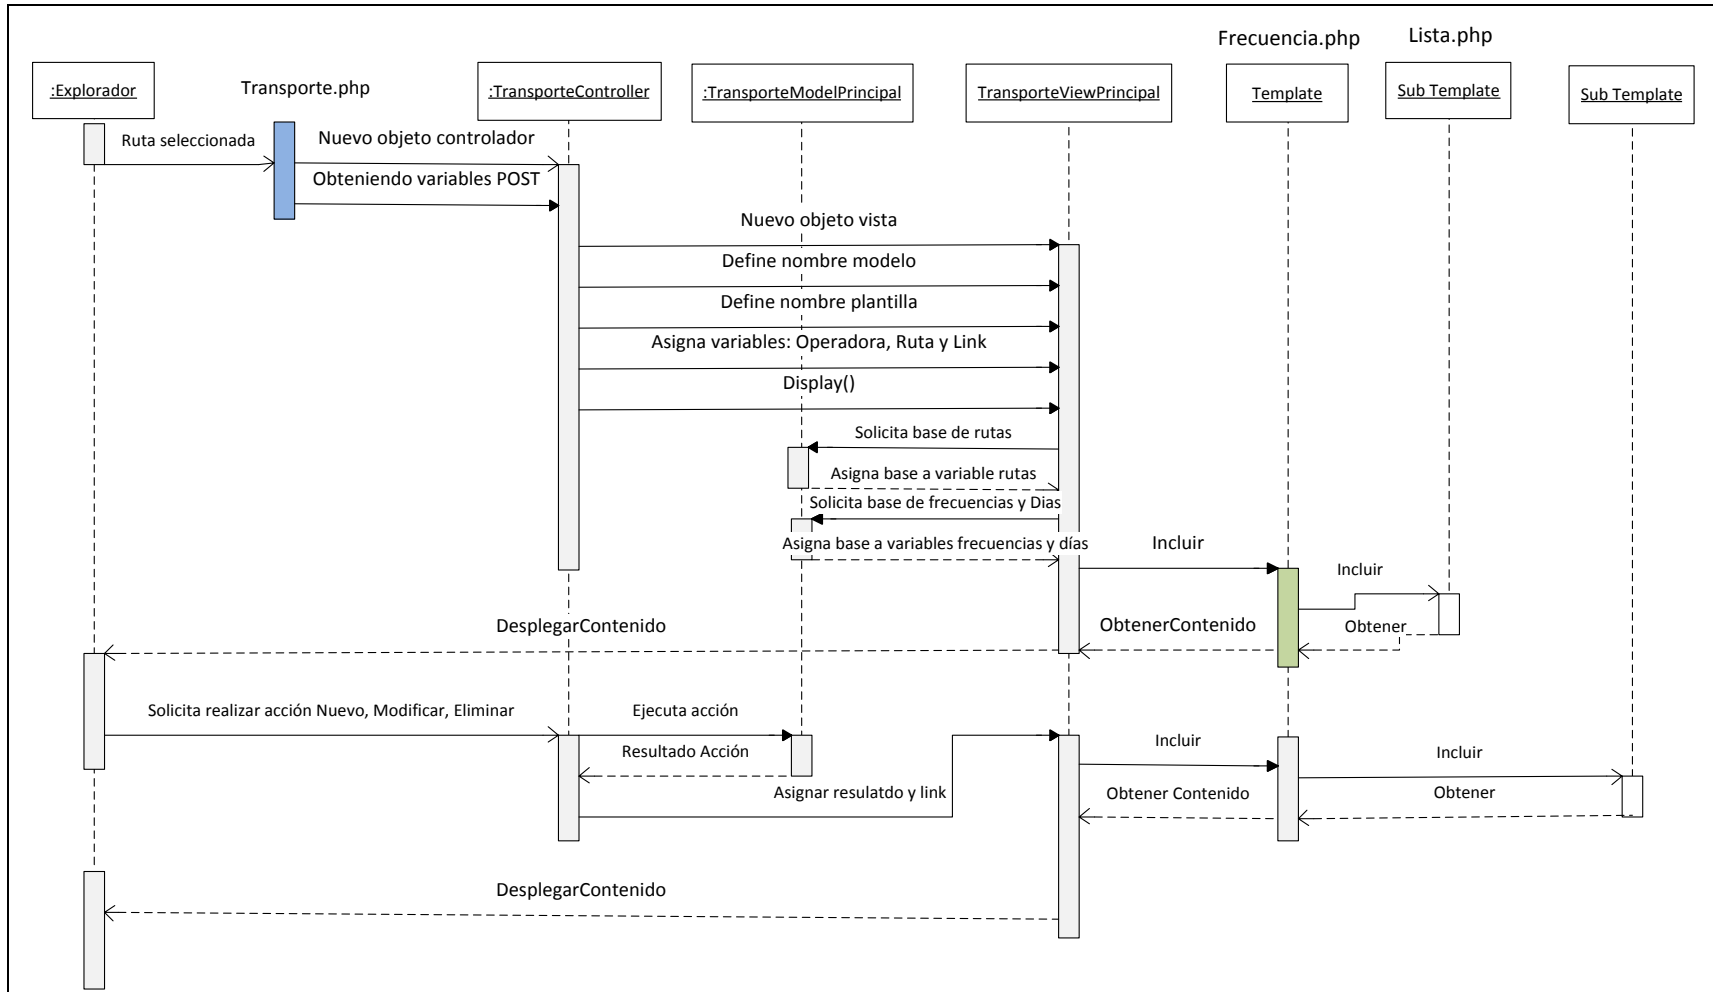 Frecuencia.php
Lista.php
:Explorador
Transporte.php
:TransporteController
:TransporteModelPrincipal
TransporteViewPrincipal
Template
Sub Template
Sub Template
Ruta seleccionada
Nuevo objeto controlador
Obteniendo variables POST
Nuevo objeto vista
Define nombre modelo
Define nombre plantilla
Asigna variables: Operadora, Ruta y Link
Display()
Solicita base de rutas
Asigna base a variable rutas
Solicita base de frecuencias y Dias
Asigna base a variables frecuencias y días
Incluir
Incluir
Obtener
ObtenerContenido
DesplegarContenido
Solicita realizar acción Nuevo, Modificar, Eliminar
Ejecuta acción
Resultado Acción
Asignar resulatdo y link
Incluir
Incluir
Obtener Contenido
Obtener
DesplegarContenido